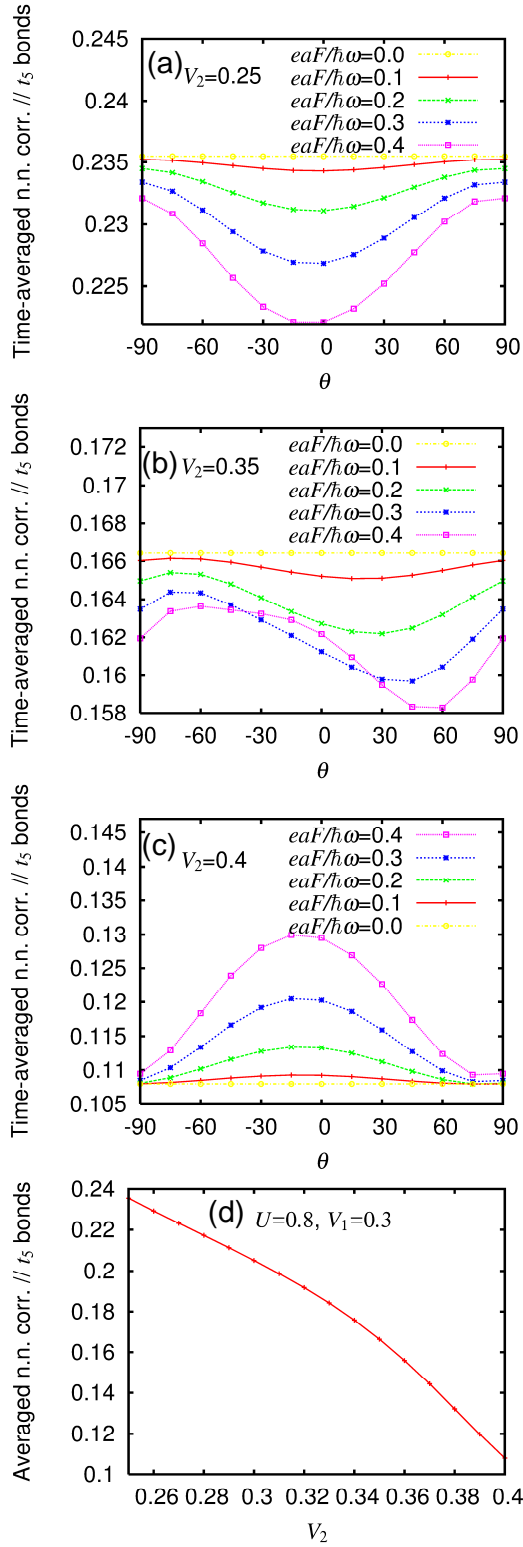 Time-averaged n.n. corr. // t5 bonds
(a) V2=0.25
eaF/ħω=0.0
eaF/ħω=0.1
eaF/ħω=0.2
eaF/ħω=0.3
eaF/ħω=0.4
0.245
0.24
0.235
0.23
0.225
-90 -60 -30 0 30 60 90
θ
Time-averaged n.n. corr. // t5 bonds
(b) V2=0.35
eaF/ħω=0.0
eaF/ħω=0.1
eaF/ħω=0.2
eaF/ħω=0.3
eaF/ħω=0.4
0.172
0.17
0.168
0.166
0.164
0.162
0.16
0.158
-90 -60 -30 0 30 60 90
θ
Time-averaged n.n. corr. // t5 bonds
(c) V2=0.4
eaF/ħω=0.4
eaF/ħω=0.3
eaF/ħω=0.2
eaF/ħω=0.1
eaF/ħω=0.0
0.145
0.14
0.135
0.13
0.125
0.12
0.115
0.11
0.105
-90 -60 -30 0 30 60 90
θ
Averaged n.n. corr. // t5 bonds
(d) U=0.8, V1=0.3
0.24
0.22
0.2
0.18
0.16
0.14
0.12
0.1
0.26 0.28 0.3 0.32 0.34 0.36 0.38 0.4
V2